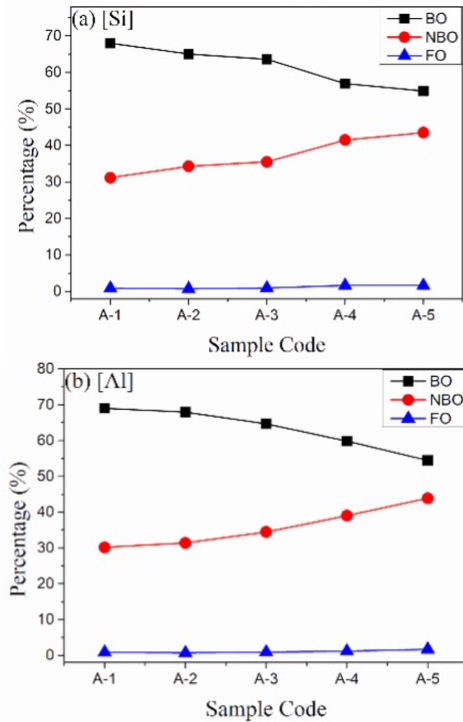 (a) [Si]
BO
NBO
FO
70
60
50
40
30
20
10
0
Percentage (%)
A-1 A-2 A-3 A-4 A-5
Sample Code
(b) [Al]
BO
NBO
FO
80
70
60
50
40
30
20
10
0
Percentage (%)
A-1 A-2 A-3 A-4 A-5
Sample Code